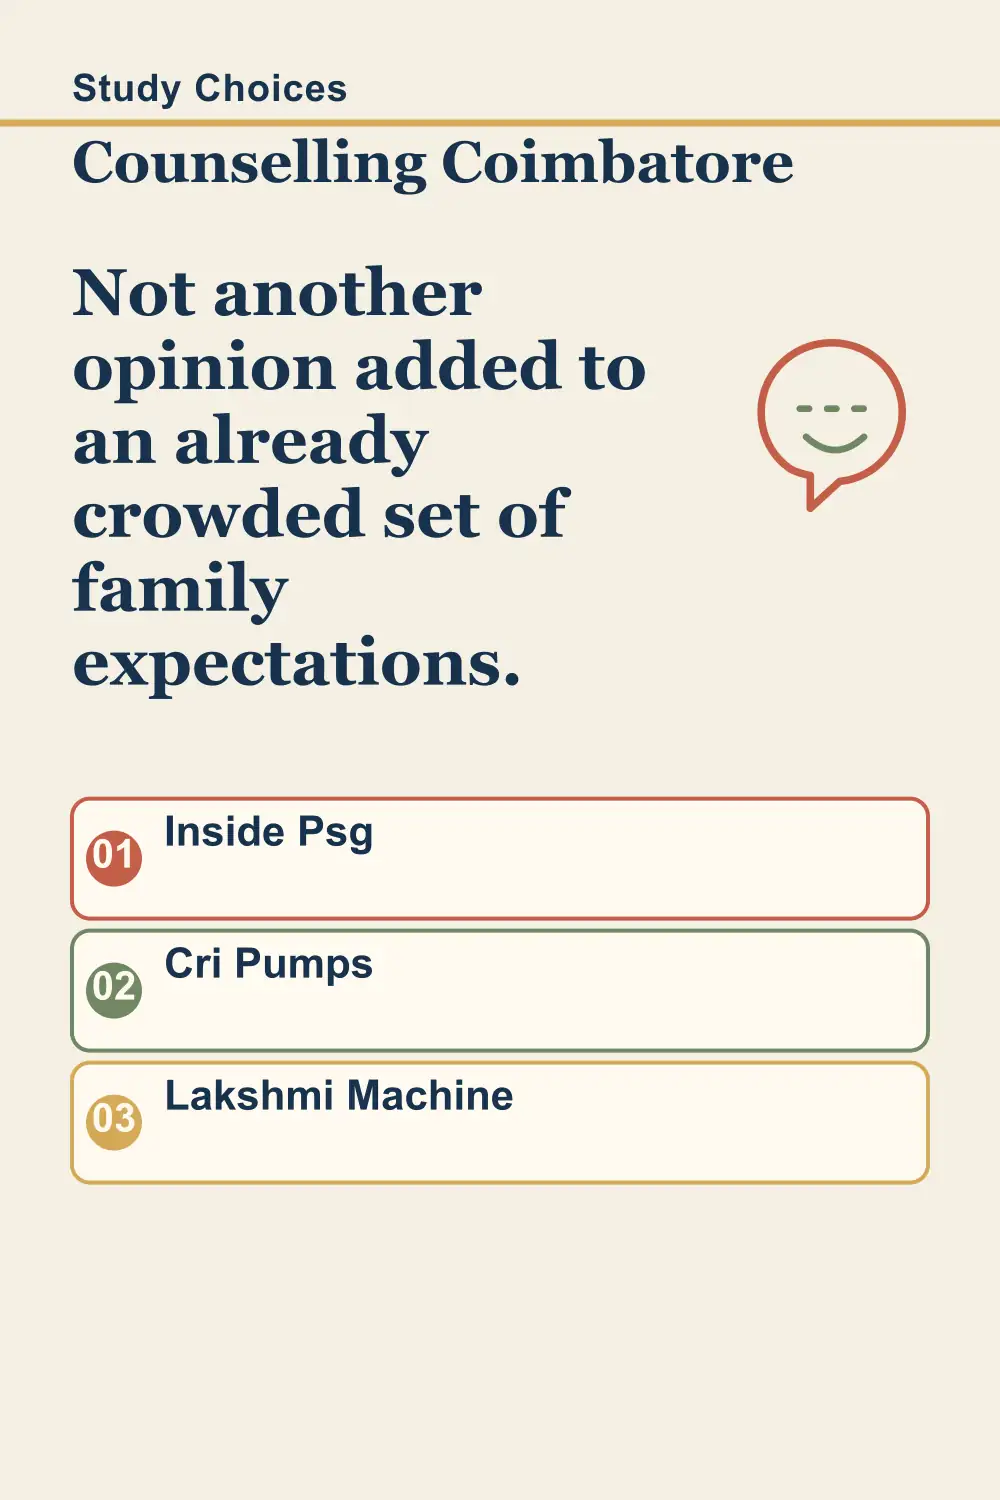 Study Choices
Counselling Coimbatore
Not another
opinion added to
an already
crowded set of
family
expectations.
01 Inside Psg
02 Cri Pumps
03 Lakshmi Machine